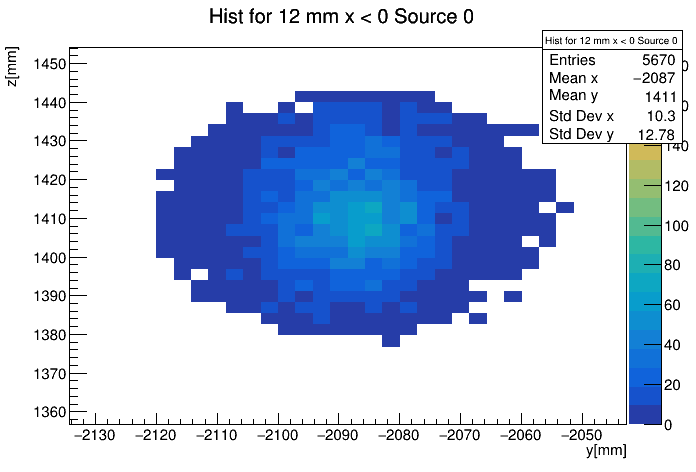 Hist for 12 mm x < 0 Source 0
Hist for 12 mm x < 0 Source 0
Entries 5670
Mean x −2087
Mean y 1411
Std Dev x 10.3
Std Dev y 12.78
z[mm]
1450
1440
1430
1420
1410
1400
1390
1380
1370
1360
−2130 −2120 −2110 −2100 −2090 −2080 −2070 −2060 −2050
y[mm]
140
120
100
80
60
40
20
0